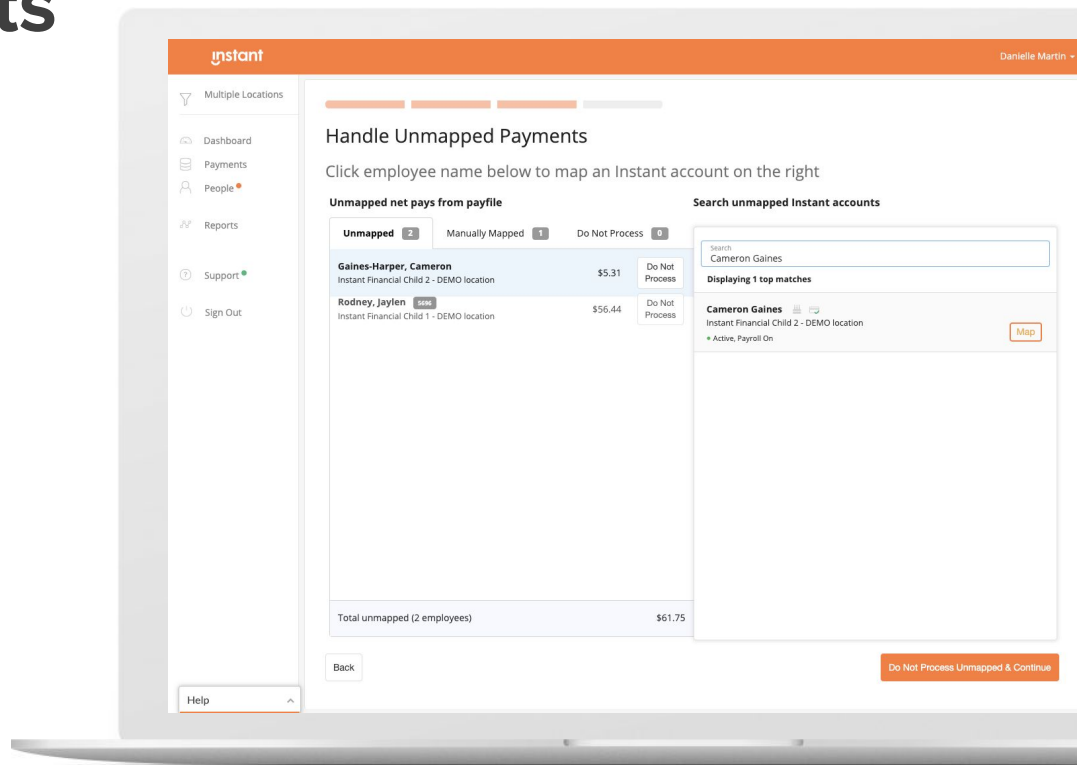 ts
instant
Danielle Martin
Multiple Locations
Dashboard
Payments
People
Reports
Support
Sign Out
Help
Handle Unmapped Payments
Click employee name below to map an Instant account on the right
Unmapped net pays from payfile
Unmapped 2 Manually Mapped 1 Do Not Process 0
Gaines-Harper, Cameron
Instant Financial Child 2 - DEMO location
$5.31
Do Not
Process
Rodney, Jaylen 5696
Instant Financial Child 1 - DEMO location
$56.44
Do Not
Process
Total unmapped (2 employees) $61.75
Search unmapped Instant accounts
Search
Cameron Gaines
Displaying 1 top matches
Cameron Gaines
Instant Financial Child 2 - DEMO location
Active, Payroll On
Map
Back
Do Not Process Unmapped & Continue